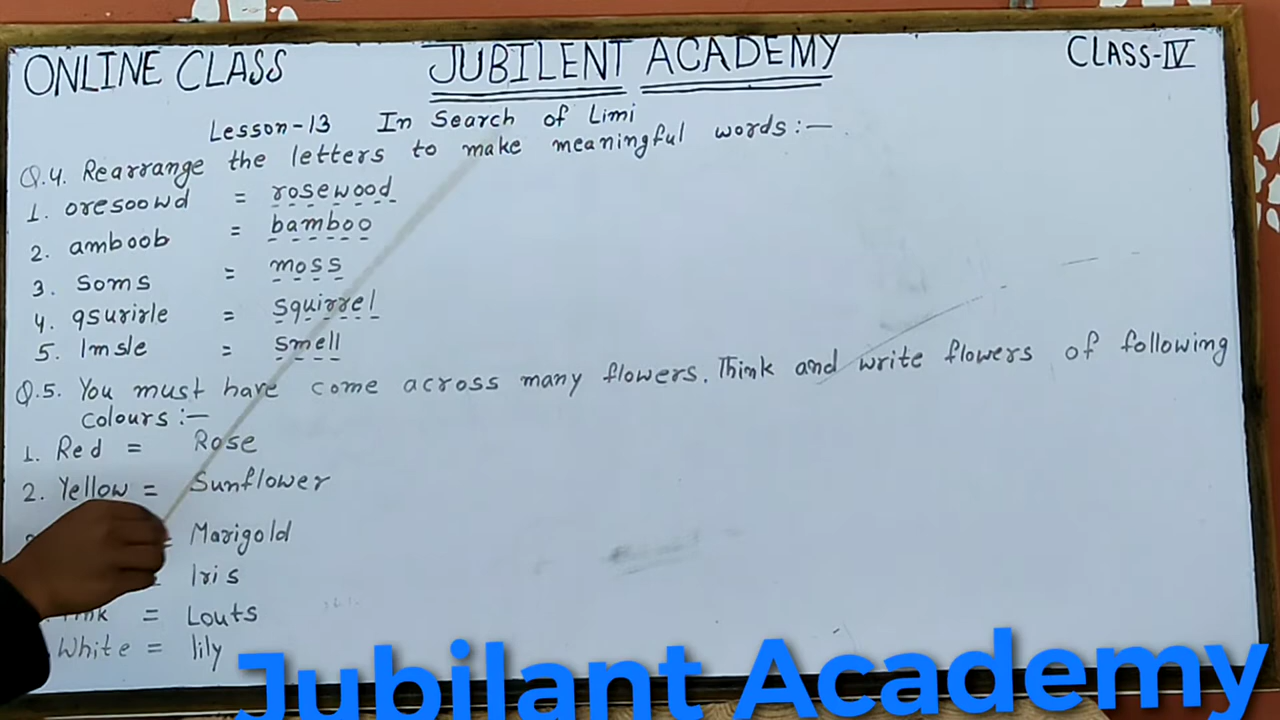 ONLINE CLASS JUBILENT ACADEMY CLASS-IV
Lesson-13 In Search of Limi
Q.4. Rearrange the letters to make meaningful words:-
1. oresoowd = rosewood
2. amboob = bamboo
3. Soms = moss
4. qsurirle = squirrel
5. lmsle = smell
Q.5. You must have come across many flowers. Think and write flowers of following
colours:-
1. Red = Rose
2. Yellow = Sunflower
Marigold
= Iris
= Louts
White = lily
Jubilant Academy